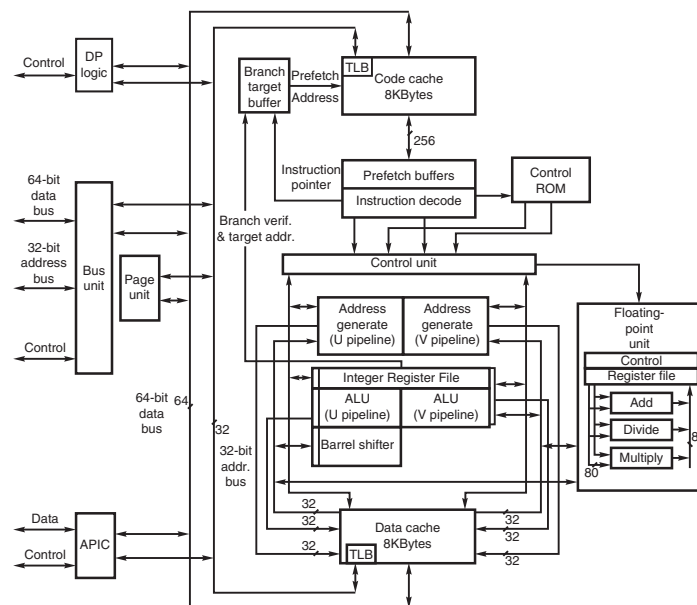 Control
DP
logic
Branch
target
buffer
Prefetch
Address
TLB
Code cache
8KBytes
256
Instruction
pointer
Prefetch buffers
Instruction decode
Control
ROM
Branch verif.
& target addr.
64-bit
data
bus
32-bit
address
bus
Control
Bus
unit
Page
unit
Control unit
Address
generate
(U pipeline)
Address
generate
(V pipeline)
Floating-
point
unit
Control
Register file
Add
Divide
Multiply
80
8
Integer Register File
ALU
(U pipeline)
ALU
(V pipeline)
Barrel shifter
64-bit
data
bus
64
32
32-bit
addr.
bus
32
32
32
32
32
32
Data cache
8KBytes
TLB
Data
Control
APIC